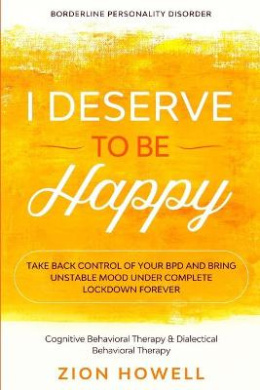 BORDERLINE PERSONALITY DISORDER
I DESERVE
TO BE
Happy
TAKE BACK CONTROL OF YOUR BPD AND BRING
UNSTABLE MOOD UNDER COMPLETE
LOCKDOWN FOREVER
Cognitive Behavioral Therapy & Dialectical
Behavioral Therapy
ZION HOWELL